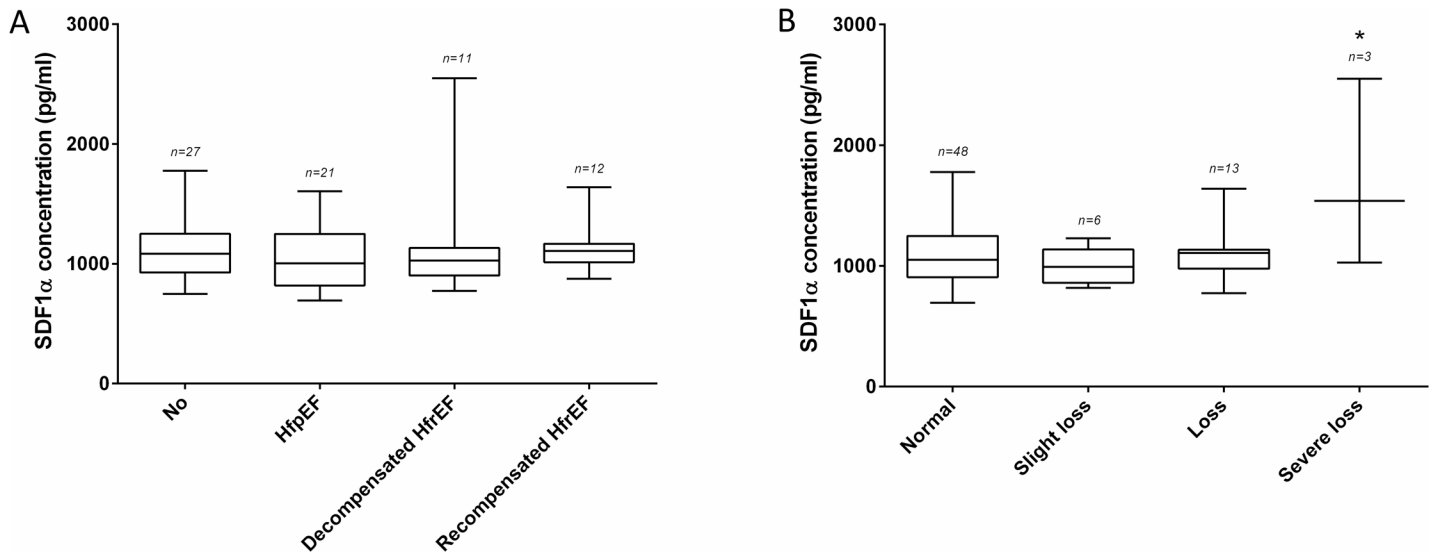 A
SDF1α concentration (pg/ml)
3000
2000
1000
0
n=27
n=21
n=11
n=12
No
HfpEF
Decompensated HfrEF
Recompensated HfrEF
B
SDF1α concentration (pg/ml)
3000
2000
1000
0
n=48
n=6
n=13
*
n=3
Normal
Slight loss
Loss
Severe loss